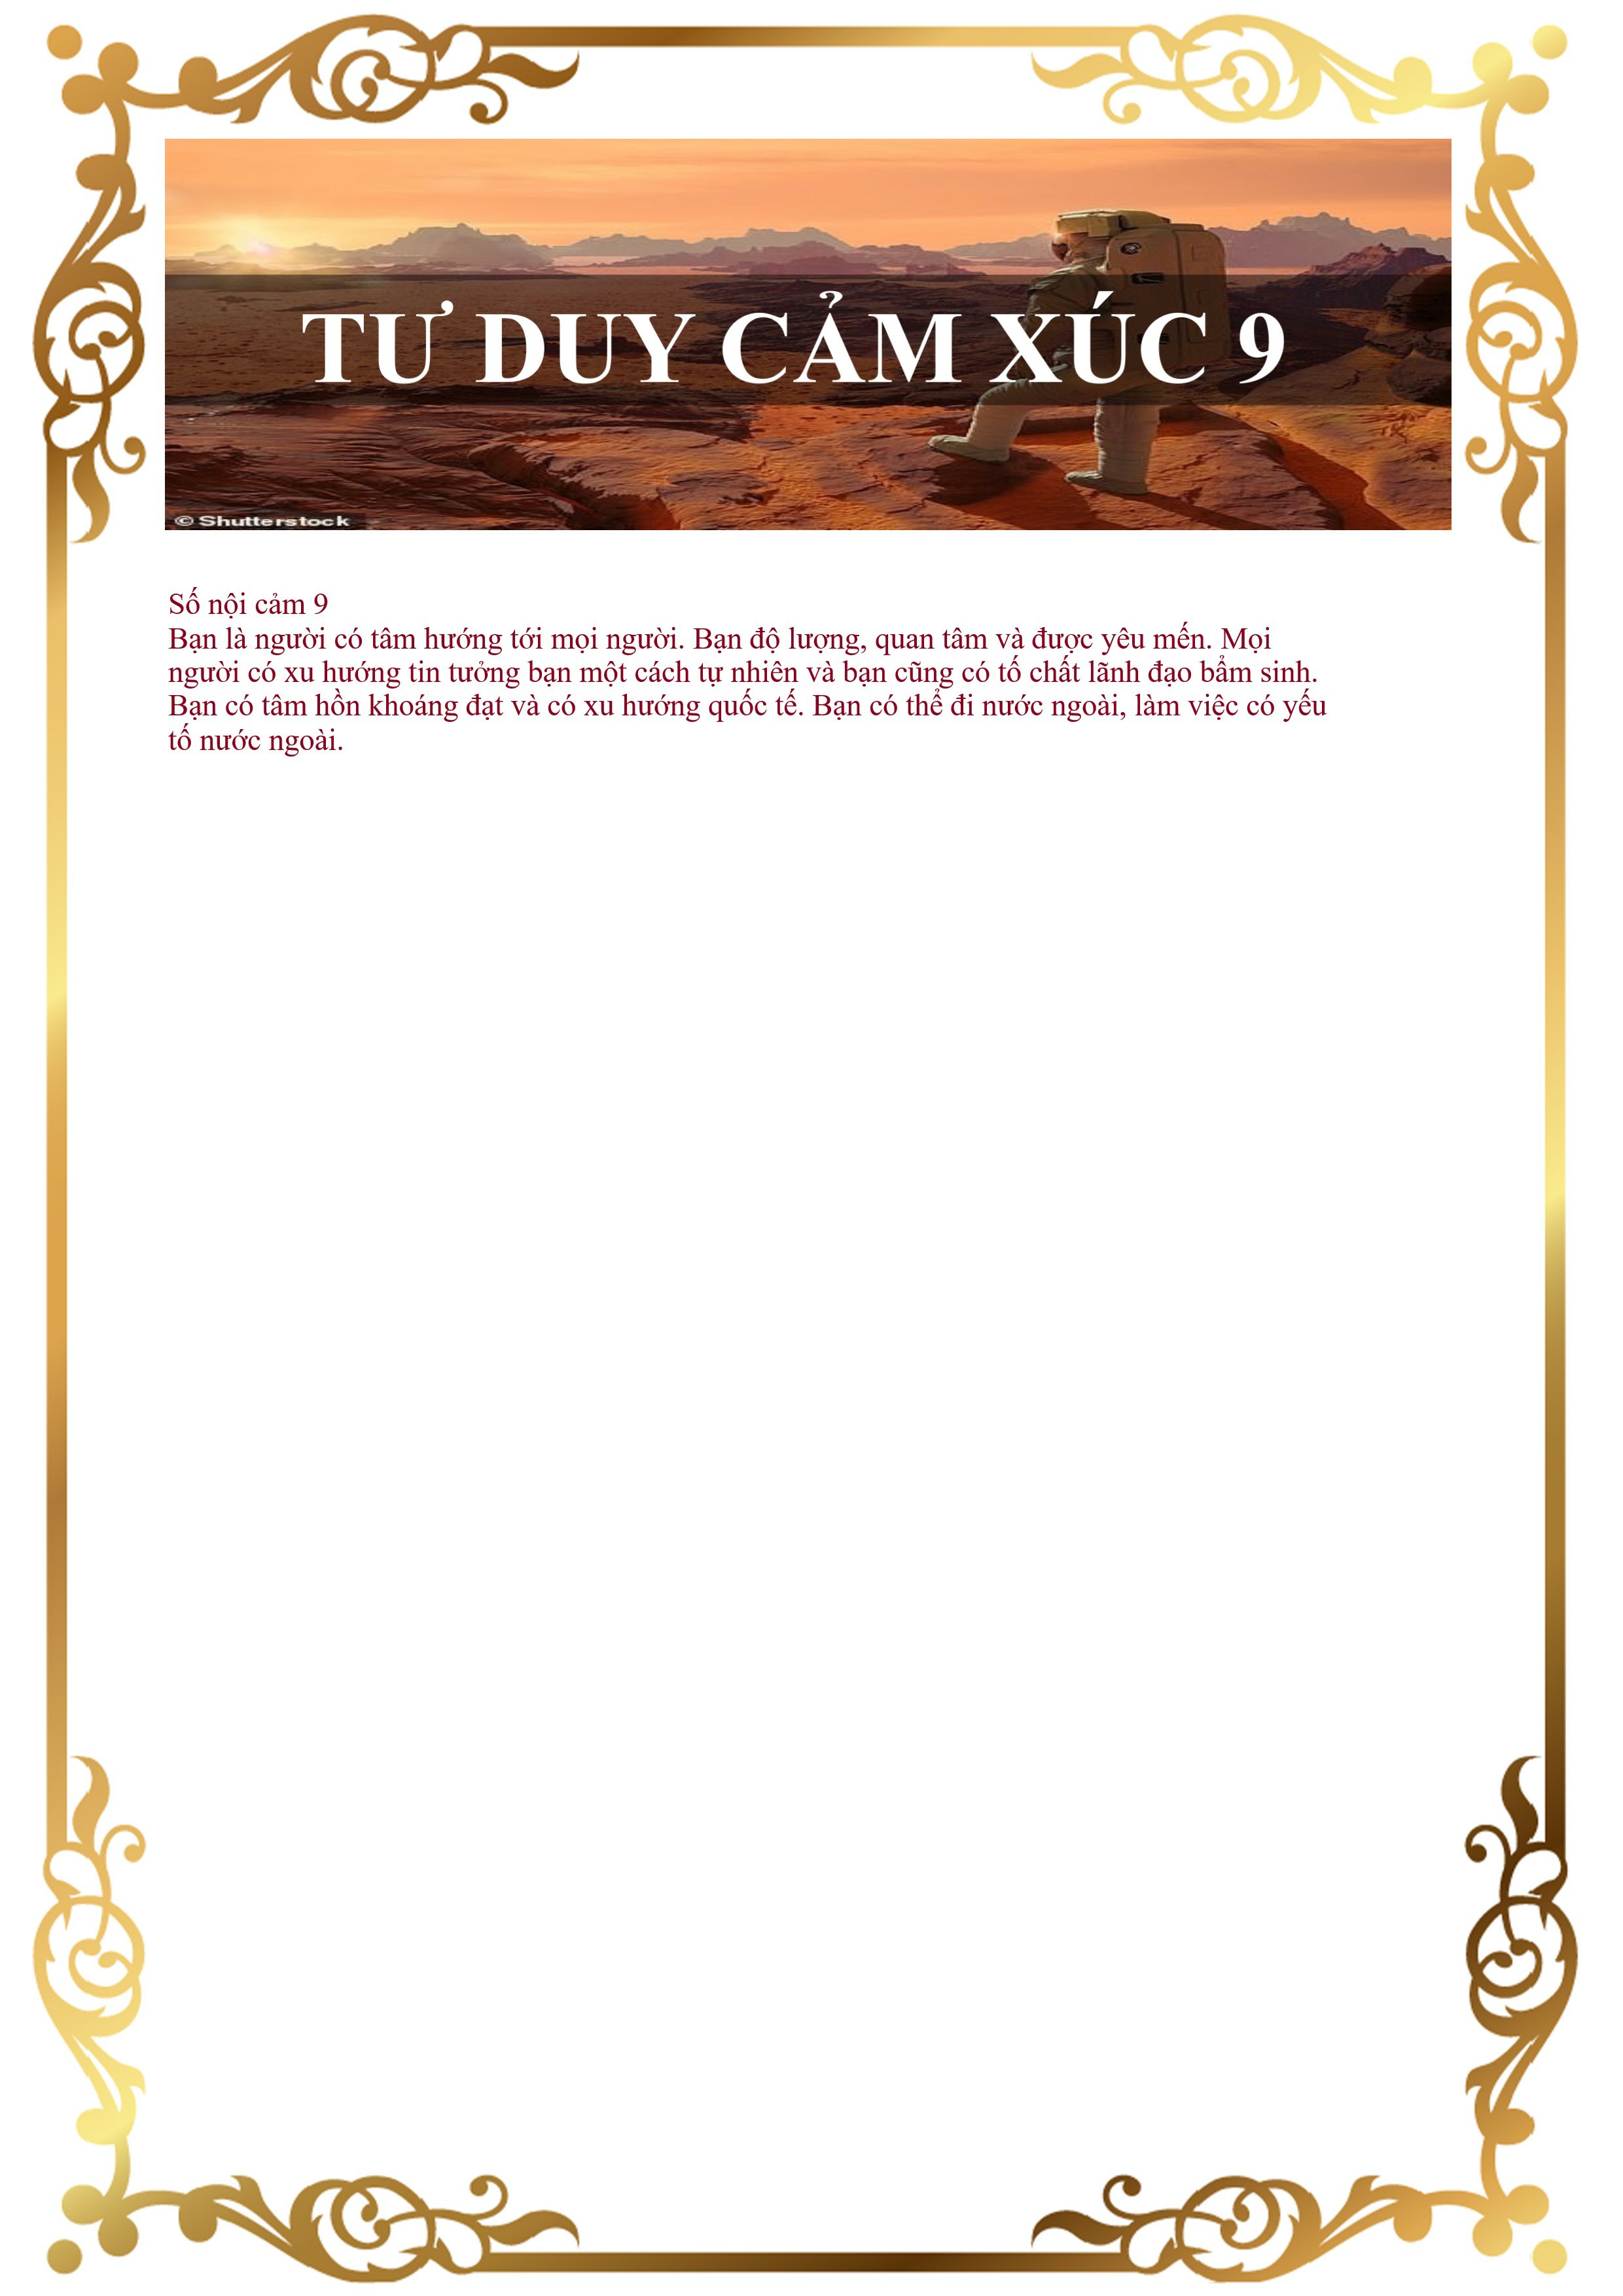 TƯ DUY CẢM XÚC 9
© Shutterstock
Số nội cảm 9
Bạn là người có tâm hướng tới mọi người. Bạn độ lượng, quan tâm và được yêu mến. Mọi
người có xu hướng tin tưởng bạn một cách tự nhiên và bạn cũng có tố chất lãnh đạo bẩm sinh.
Bạn có tâm hồn khoáng đạt và có xu hướng quốc tế. Bạn có thể đi nước ngoài, làm việc có yếu
tố nước ngoài.